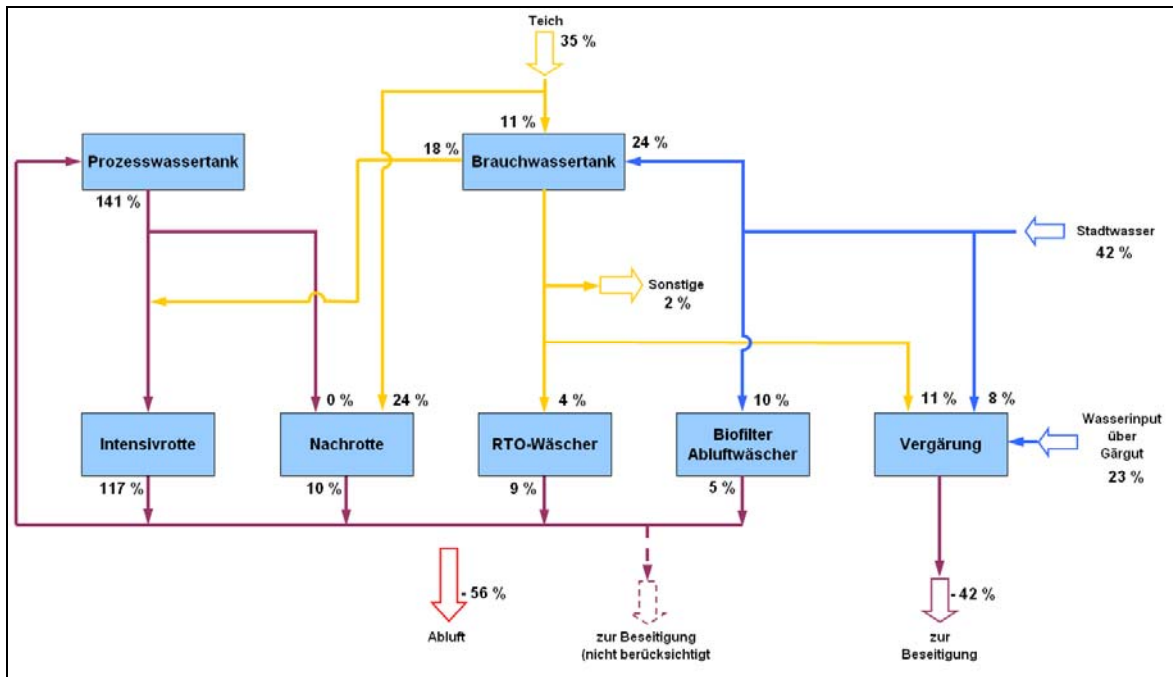 Teich
35 %
11 %
Prozesswassertank
18 %
Brauchwassertank
24 %
141 %
Stadtwasser
42 %
Sonstige
2 %
0 %
24 %
4 %
10 %
11 %
8 %
Intensivrotte
Nachrotte
RTO-Wäscher
Biofilter
Abluftwäscher
Vergärung
Wasserinput
über
Gärgut
23 %
117 %
10 %
9 %
5 %
- 56 %
Abluft
zur Beseitigung
(nicht berücksichtigt
- 42 %
zur
Beseitigung